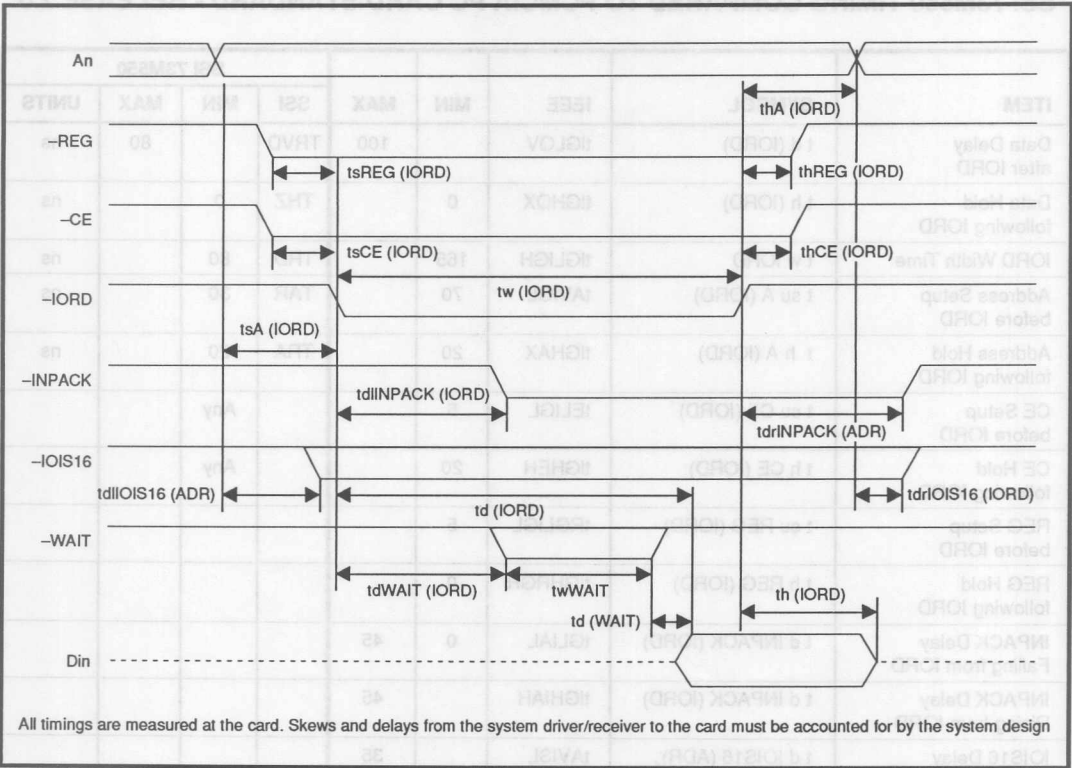 An
thA (IORD)
–REG
tsREG (IORD)
thREG (IORD)
–CE
tsCE (IORD)
thCE (IORD)
–IORD
tw (IORD)
tsA (IORD)
–INPACK
tdlINPACK (IORD)
tdrINPACK (ADR)
–IOIS16
tdlIOIS16 (ADR)
td (IORD)
tdrIOIS16 (IORD)
–WAIT
tdWAIT (IORD)
twWAIT
th (IORD)
td (WAIT)
Din
All timings are measured at the card. Skews and delays from the system driver/receiver to the card must be accounted for by the system design